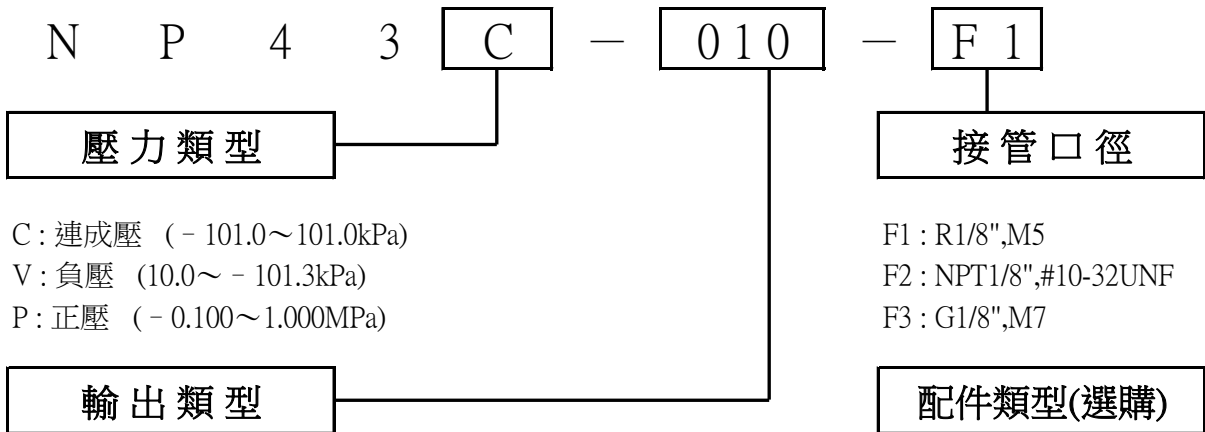 NP43C－010－F1
壓力類型
接管口徑
C : 連成壓 (﹣101.0～101.0kPa)
V : 負壓 (10.0～﹣101.3kPa)
P : 正壓 (﹣0.100～1.000MPa)
F1 : R1/8",M5
F2 : NPT1/8",#10-32UNF
F3 : G1/8",M7
輸出類型
配件類型(選購)